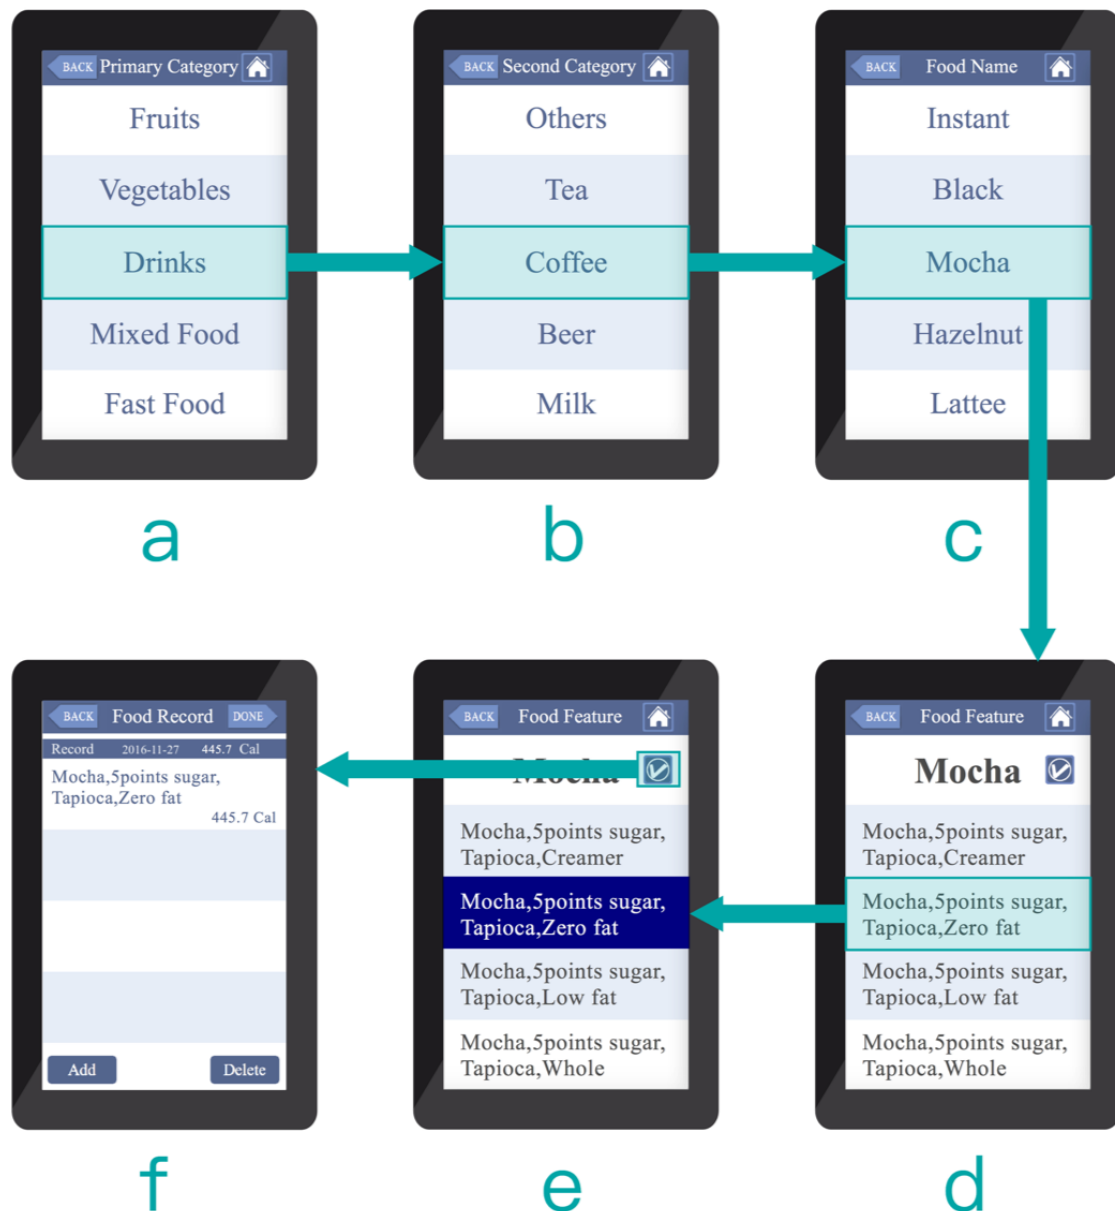 BACK Primary Category
Fruits
Vegetables
Drinks
Mixed Food
Fast Food
a
BACK Second Category
Others
Tea
Coffee
Beer
Milk
b
BACK Food Name
Instant
Black
Mocha
Hazelnut
Lattee
c
BACK Food Record DONE
Record 2016-11-27 445.7 Cal
Mocha,5points sugar,
Tapioca,Zero fat
445.7 Cal
Add Delete
f
BACK Food Feature
Mocha
Mocha,5points sugar,
Tapioca,Creamer
Mocha,5points sugar,
Tapioca,Zero fat
Mocha,5points sugar,
Tapioca,Low fat
Mocha,5points sugar,
Tapioca,Whole
e
BACK Food Feature
Mocha
Mocha,5points sugar,
Tapioca,Creamer
Mocha,5points sugar,
Tapioca,Zero fat
Mocha,5points sugar,
Tapioca,Low fat
Mocha,5points sugar,
Tapioca,Whole
d